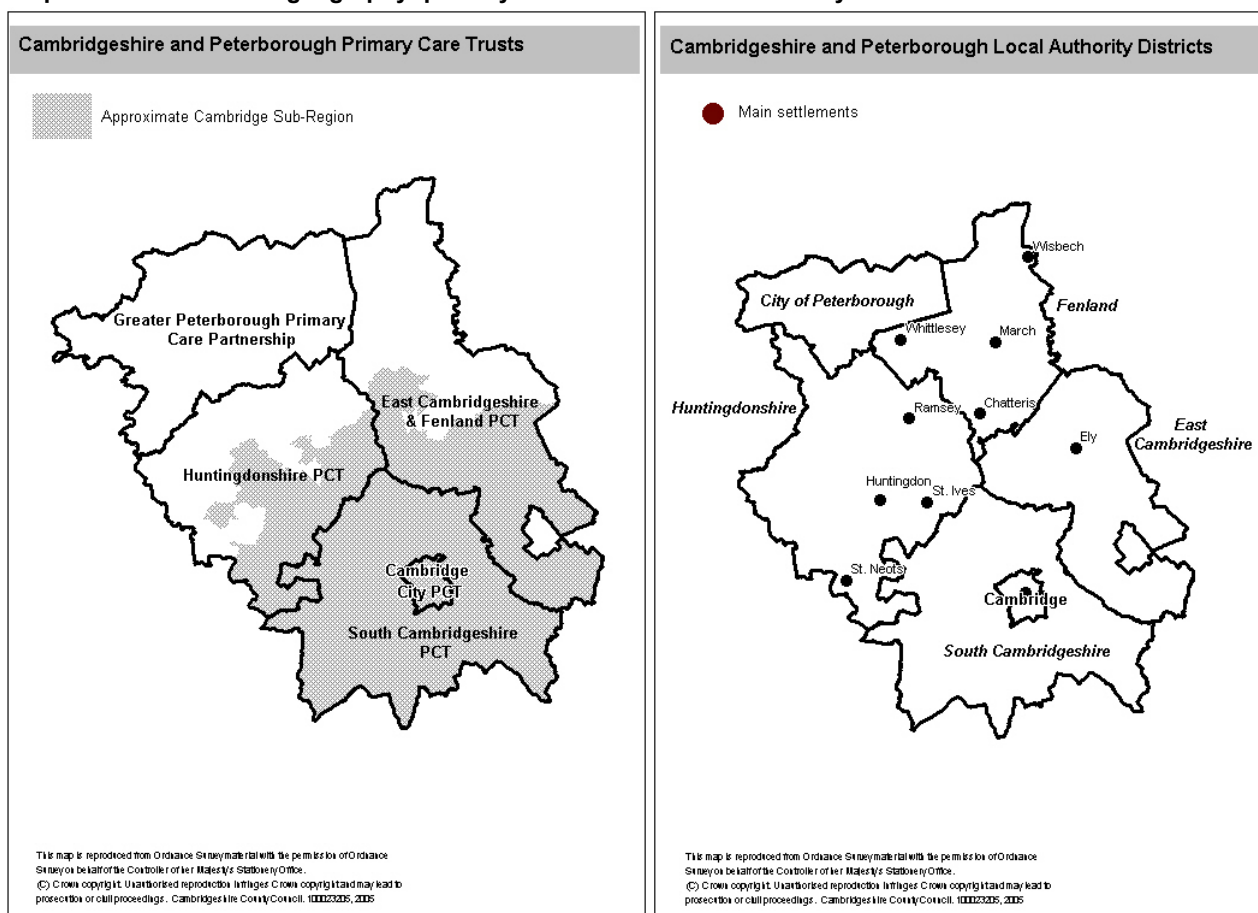 Cambridgeshire and Peterborough Primary Care Trusts
Approximate Cambridge Sub-Region
Greater Peterborough Primary
Care Partnership
East Cambridgeshire
& Fenland PCT
Huntingdonshire PCT
Cambridge
City PCT
South Cambridgeshire
PCT
This map is reproduced from Ordnance Survey material with the permission of Ordnance
Survey on behalf of the Controller of her Majesty's Stationery Office.
(C) Crown copyright. Unauthorised reproduction infringes Crown copyright and may lead to
prosecution or civil proceedings. Cambridgeshire County Council. 100023205, 2005
Cambridgeshire and Peterborough Local Authority Districts
Main settlements
Wisbech
City of Peterborough
Fenland
Whittlesey
March
Huntingdonshire
Ramsey
Chatteris
East
Cambridgeshire
Ely
Huntingdon
St. Ives
St. Neots
Cambridge
South Cambridgeshire
This map is reproduced from Ordnance Survey material with the permission of Ordnance
Survey on behalf of the Controller of her Majesty's Stationery Office.
(C) Crown copyright. Unauthorised reproduction infringes Crown copyright and may lead to
prosecution or civil proceedings. Cambridgeshire County Council. 100023205, 2005